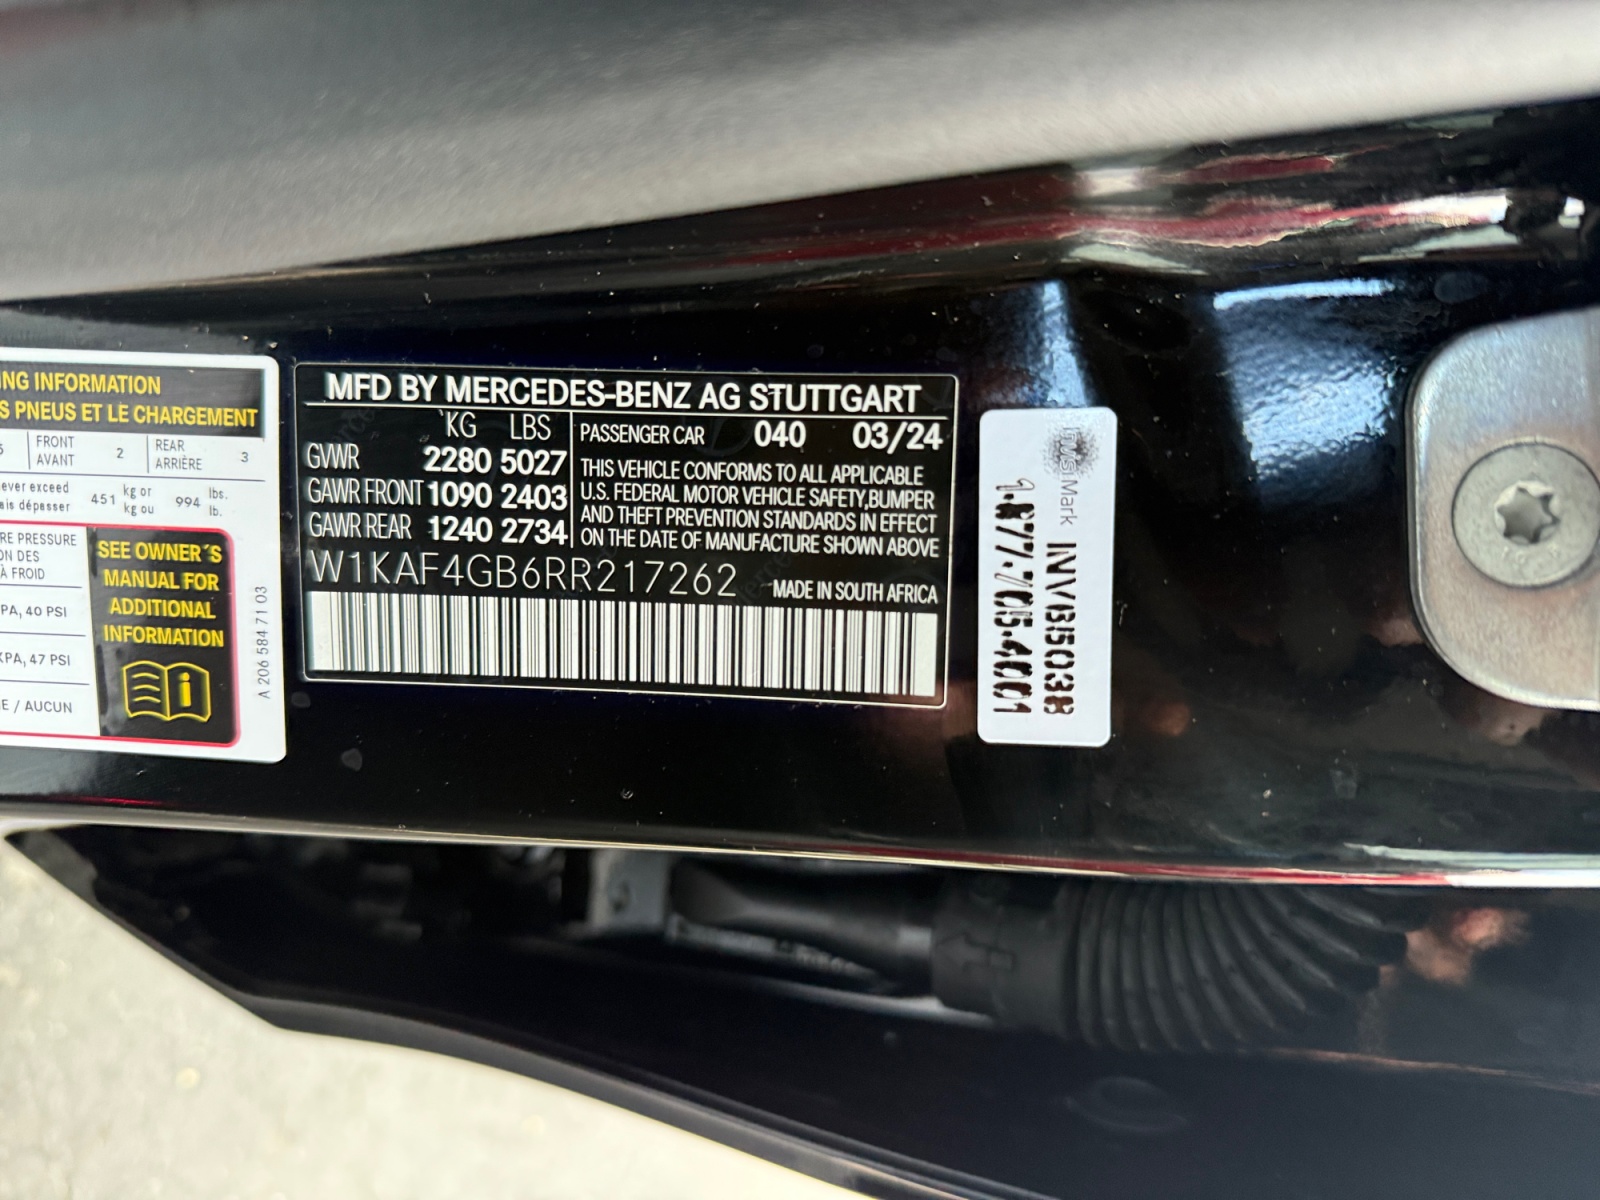 ING INFORMATION
S PNEUS ET LE CHARGEMENT
FRONT AVANT 2 REAR ARRIÈRE 3
ever exceed
ais dépasser
451 kg or kg ou 994 lbs. lb.
RE PRESSURE
ON DES
À FROID
PA, 40 PSI
KPA, 47 PSI
E / AUCUN
SEE OWNER´S
MANUAL FOR
ADDITIONAL
INFORMATION
A 206 584 71 03
MFD BY MERCEDES-BENZ AG STUTTGART
KG LBS
GVWR 2280 5027
GAWR FRONT 1090 2403
GAWR REAR 1240 2734
PASSENGER CAR 040 03/24
THIS VEHICLE CONFORMS TO ALL APPLICABLE
U.S. FEDERAL MOTOR VEHICLE SAFETY,BUMPER
AND THEFT PREVENTION STANDARDS IN EFFECT
ON THE DATE OF MANUFACTURE SHOWN ABOVE
W1KAF4GB6RR217262
MADE IN SOUTH AFRICA
Mark INVB503B